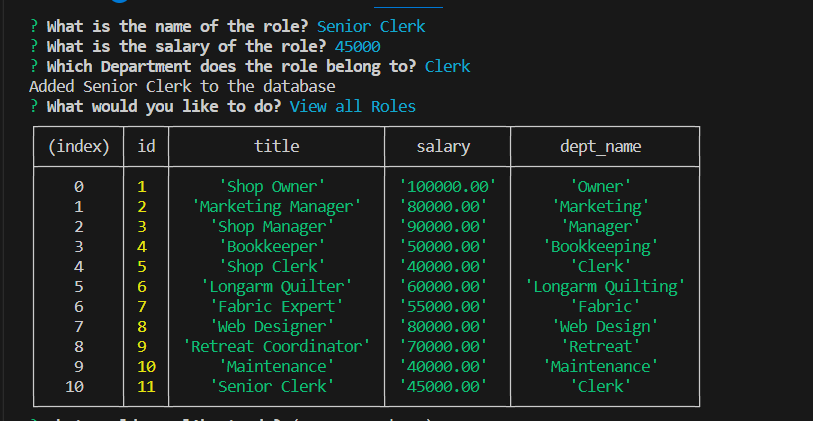 ? What is the name of the role? Senior Clerk
? What is the salary of the role? 45000
? Which Department does the role belong to? Clerk
Added Senior Clerk to the database
? What would you like to do? View all Roles
(index) id title salary dept_name
0 1 'Shop Owner' '100000.00' 'Owner'
1 2 'Marketing Manager' '80000.00' 'Marketing'
2 3 'Shop Manager' '90000.00' 'Manager'
3 4 'Bookkeeper' '50000.00' 'Bookkeeping'
4 5 'Shop Clerk' '40000.00' 'Clerk'
5 6 'Longarm Quilter' '60000.00' 'Longarm Quilting'
6 7 'Fabric Expert' '55000.00' 'Fabric'
7 8 'Web Designer' '80000.00' 'Web Design'
8 9 'Retreat Coordinator' '70000.00' 'Retreat'
9 10 'Maintenance' '40000.00' 'Maintenance'
10 11 'Senior Clerk' '45000.00' 'Clerk'